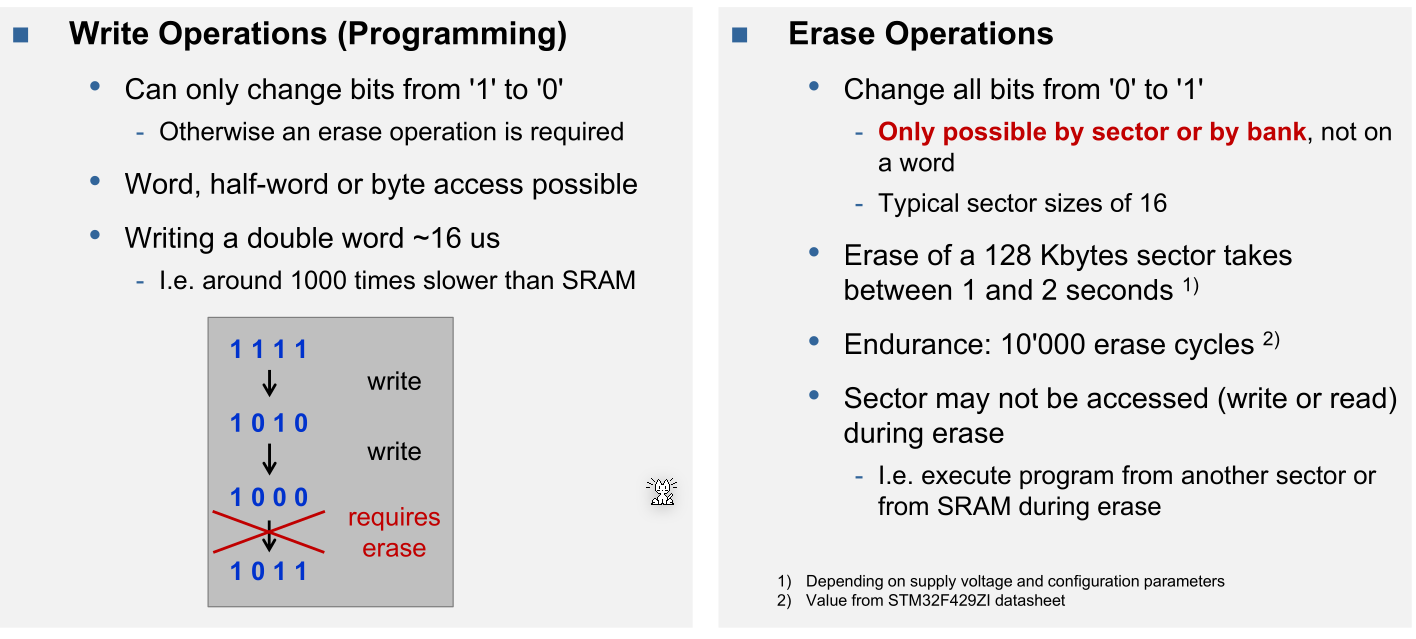 Write Operations (Programming)
Can only change bits from '1' to '0'
- Otherwise an erase operation is required
Word, half-word or byte access possible
Writing a double word ~16 us
- I.e. around 1000 times slower than SRAM
1 1 1 1
write
1 0 1 0
write
1 0 0 0
requires
erase
1 0 1 1
Erase Operations
Change all bits from '0' to '1'
- Only possible by sector or by bank, not on
a word
- Typical sector sizes of 16
Erase of a 128 Kbytes sector takes
between 1 and 2 seconds 1)
Endurance: 10'000 erase cycles 2)
Sector may not be accessed (write or read)
during erase
- I.e. execute program from another sector or
from SRAM during erase
1) Depending on supply voltage and configuration parameters
2) Value from STM32F429ZI datasheet